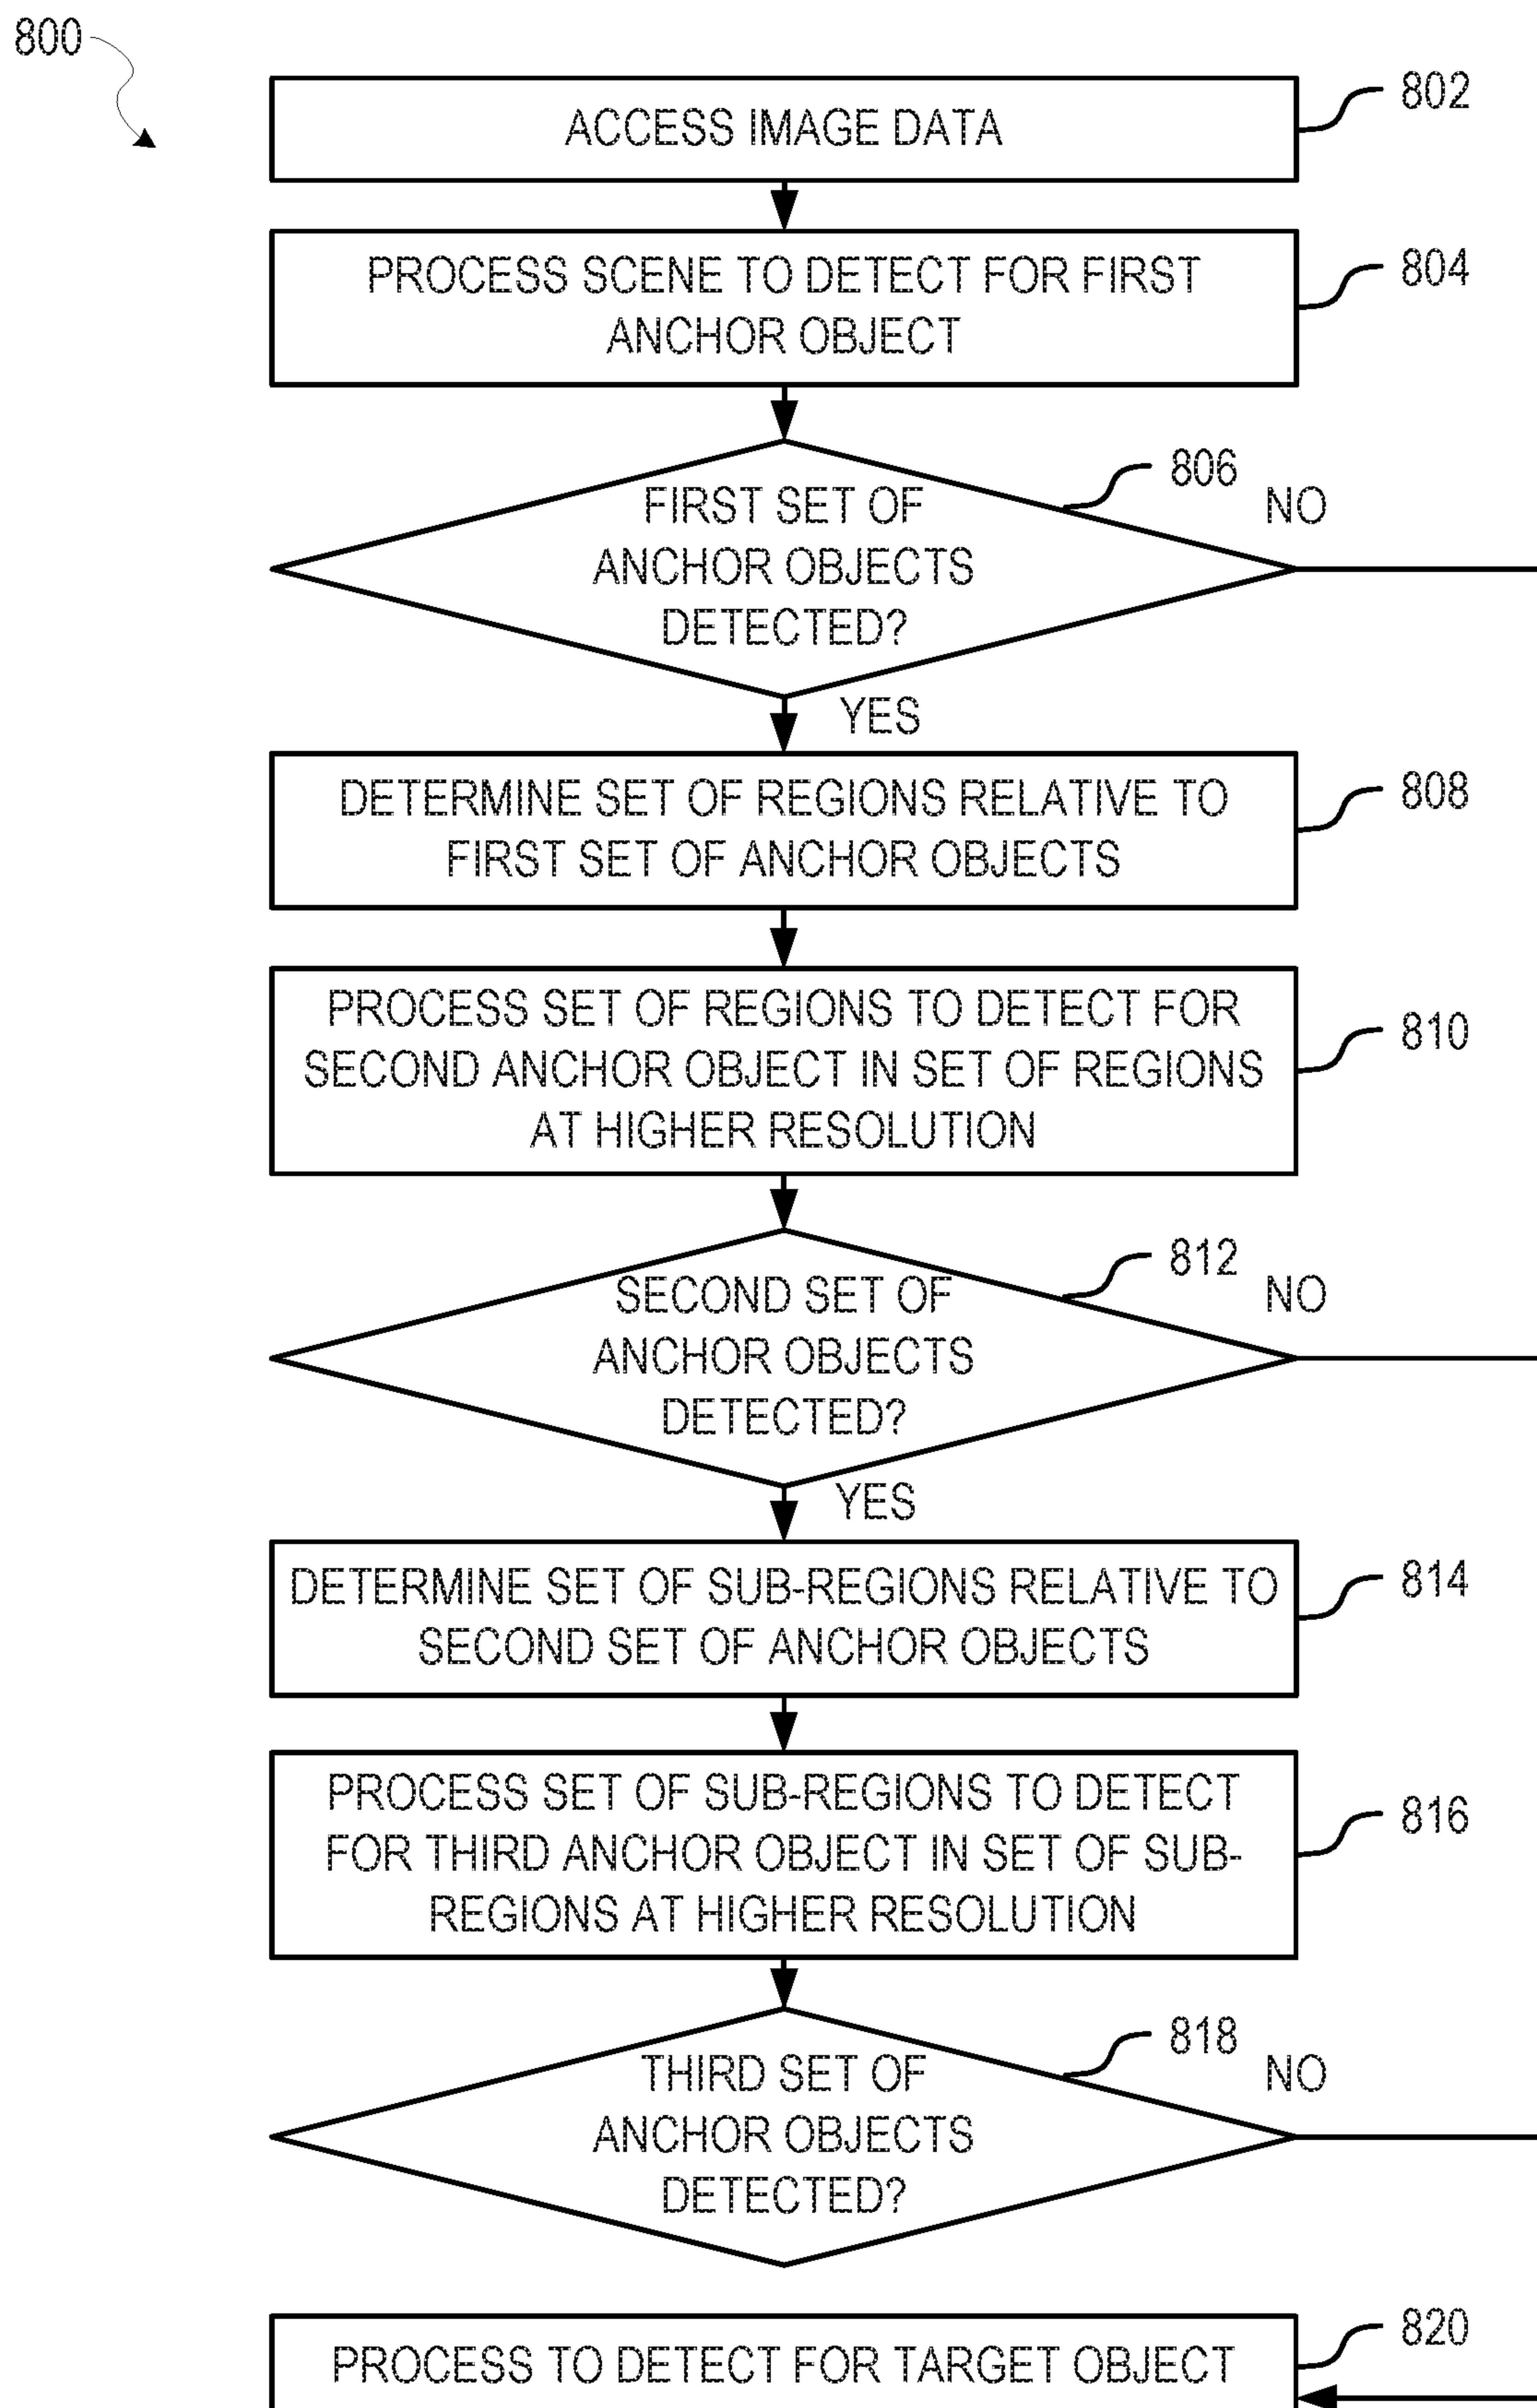 800
802
ACCESS IMAGE DATA
804
PROCESS SCENE TO DETECT FOR FIRST
ANCHOR OBJECT
806
NO
FIRST SET OF
ANCHOR OBJECTS
DETECTED?
YES
808
DETERMINE SET OF REGIONS RELATIVE TO
FIRST SET OF ANCHOR OBJECTS
810
PROCESS SET OF REGIONS TO DETECT FOR
SECOND ANCHOR OBJECT IN SET OF REGIONS
AT HIGHER RESOLUTION
812
NO
SECOND SET OF
ANCHOR OBJECTS
DETECTED?
YES
814
DETERMINE SET OF SUB-REGIONS RELATIVE TO
SECOND SET OF ANCHOR OBJECTS
816
PROCESS SET OF SUB-REGIONS TO DETECT
FOR THIRD ANCHOR OBJECT IN SET OF SUB-
REGIONS AT HIGHER RESOLUTION
818
NO
THIRD SET OF
ANCHOR OBJECTS
DETECTED?
820
PROCESS TO DETECT FOR TARGET OBJECT